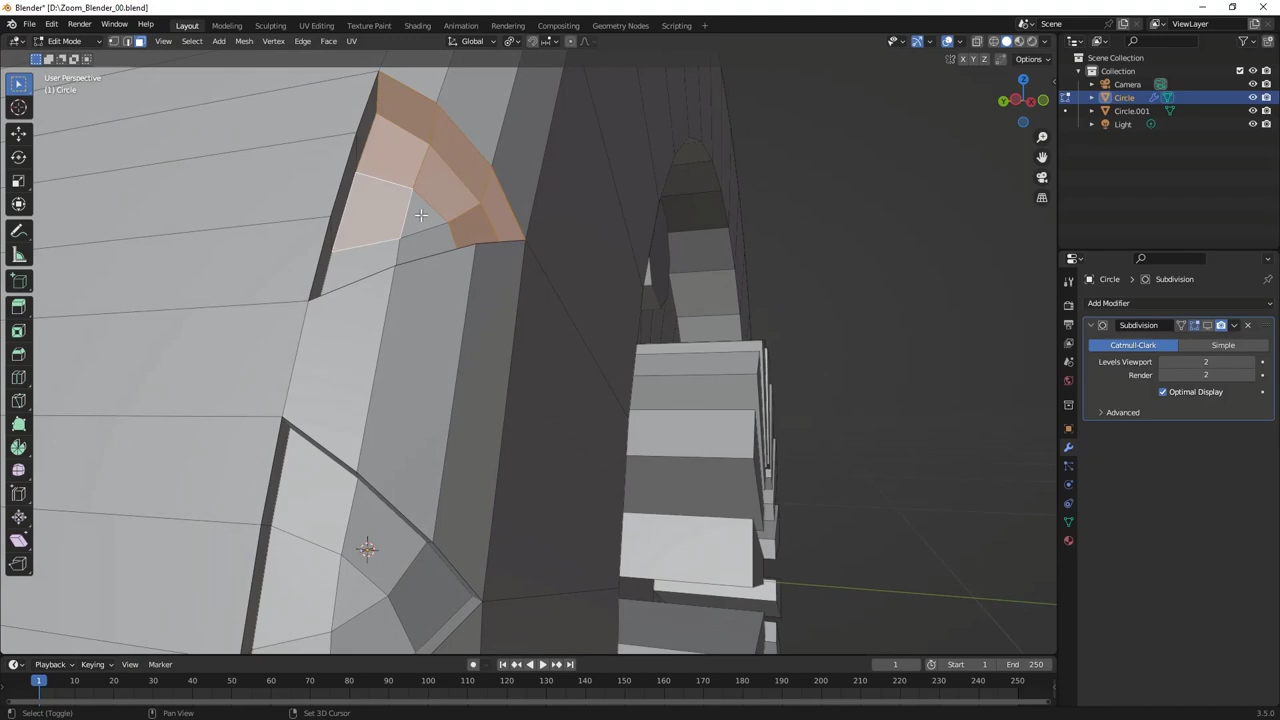 Blender* [D:\Zoom_Blender_00.blend]
File Edit Render Window Help Layout Modeling Sculpting UV Editing Texture Paint Shading Animation Rendering Compositing Geometry Nodes Scripting + Scene ViewLayer
Edit Mode View Select Add Mesh Vertex Edge Face UV Global
X Y Z Options
User Perspective
(1) Circle
Z
Y X
Scene Collection
Collection
Camera
Circle
Circle.001
Light
Circle Subdivision
Add Modifier
Subdivision
Catmull-Clark Simple
Levels Viewport 2
Render 2
Optimal Display
Advanced
Playback Keying View Marker 1 Start 1 End 250
1 10 20 30 40 50 60 70 80 90 100 110 120 130 140 150 160 170 180 190 200 210 220 230 240 250
Select (Toggle) Pan View Set 3D Cursor 3.5.0